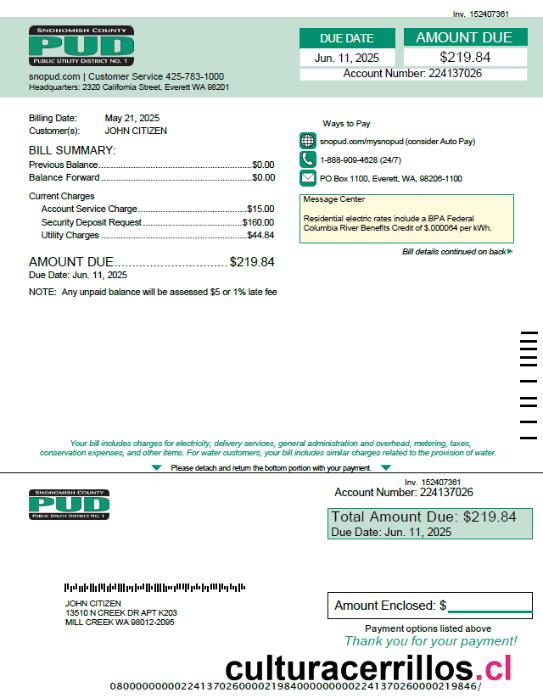 Inv. 152407361
SNOHOMISH COUNTY
PUD
PUBLIC UTILITY DISTRICT NO. 1
DUE DATE
AMOUNT DUE
Jun. 11, 2025
$219.84
Account Number: 224137026
snopud.com | Customer Service 425-783-1000
Headquarters: 2320 California Street, Everett WA 98201
Billing Date: May 21, 2025
Customer(s): JOHN CITIZEN
BILL SUMMARY:
Previous Balance....................................................$0.00
Balance Forward....................................................$0.00
Current Charges
Account Service Charge....................................$15.00
Security Deposit Request................................$160.00
Utility Charges..................................................$44.84
AMOUNT DUE............................$219.84
Due Date: Jun. 11, 2025
NOTE: Any unpaid balance will be assessed $5 or 1% late fee
Ways to Pay
snopud.com/mysnopud (consider Auto Pay)
1-888-909-4628 (24/7)
PO Box 1100, Everett, WA, 98206-1100
Message Center
Residential electric rates include a BPA Federal
Columbia River Benefits Credit of $.000064 per kWh.
Bill details continued on back
Your bill includes charges for electricity, delivery services, general administration and overhead, metering, taxes,
conservation expenses, and other items. For water customers, your bill includes similar charges related to the provision of water.
Please detach and return the bottom portion with your payment.
SNOHOMISH COUNTY
PUD
PUBLIC UTILITY DISTRICT NO. 1
Inv. 152407361
Account Number: 224137026
Total Amount Due: $219.84
Due Date: Jun. 11, 2025
JOHN CITIZEN
13510 N CREEK DR APT K203
MILL CREEK WA 98012-2095
Amount Enclosed: $
Payment options listed above
Thank you for your payment!
culturacerrillos.cl